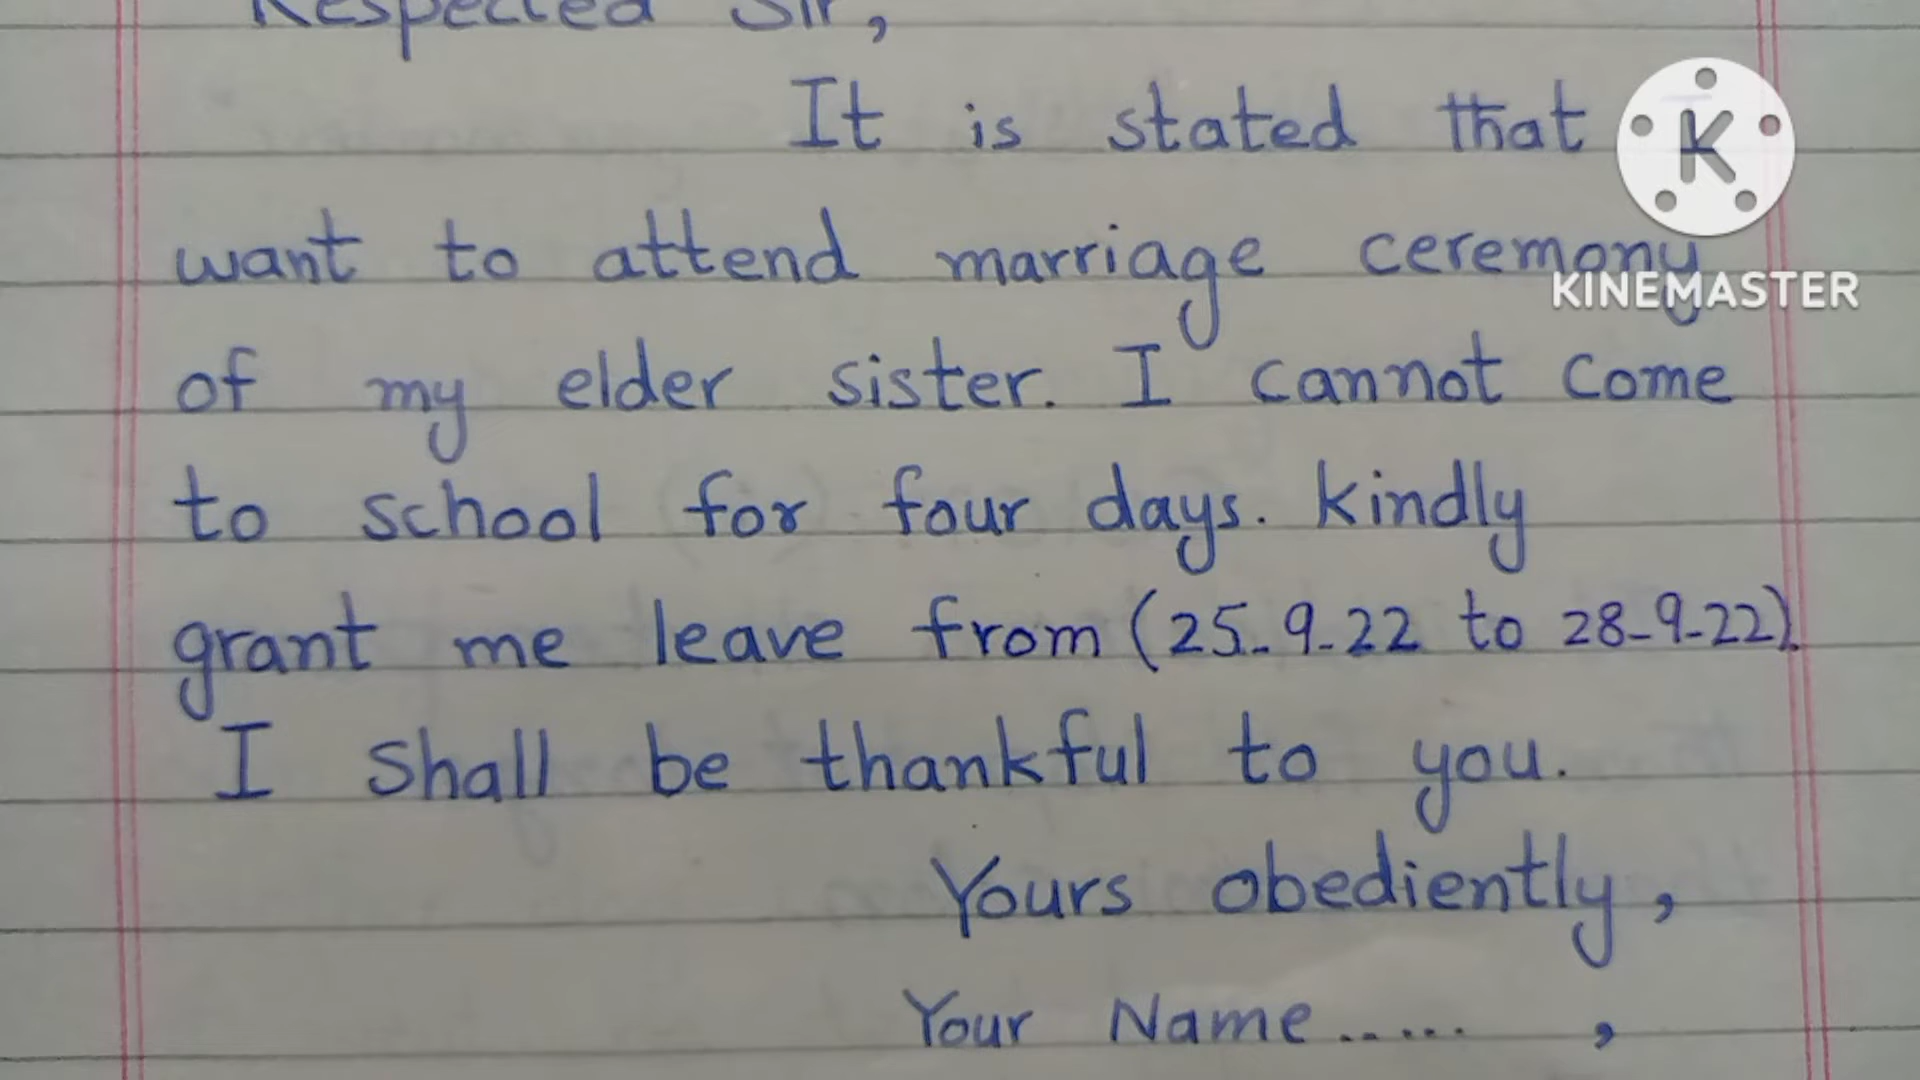 Respected Sir,
It is stated that I
want to attend marriage ceremony
KINEMASTER
of my elder sister. I cannot come
to school for four days. Kindly
grant me leave from (25-9-22 to 28-9-22).
I shall be thankful to you.
Yours obediently,
Your Name..... ,